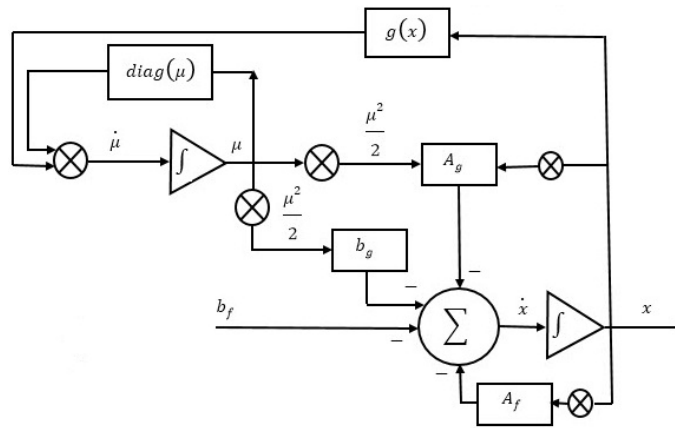 g(x)
diag(μ)
μ̇
∫
μ
μ²
2
A_g
μ²
2
b_g
−
−
b_f
−
Σ
ẋ
∫
x
−
A_f